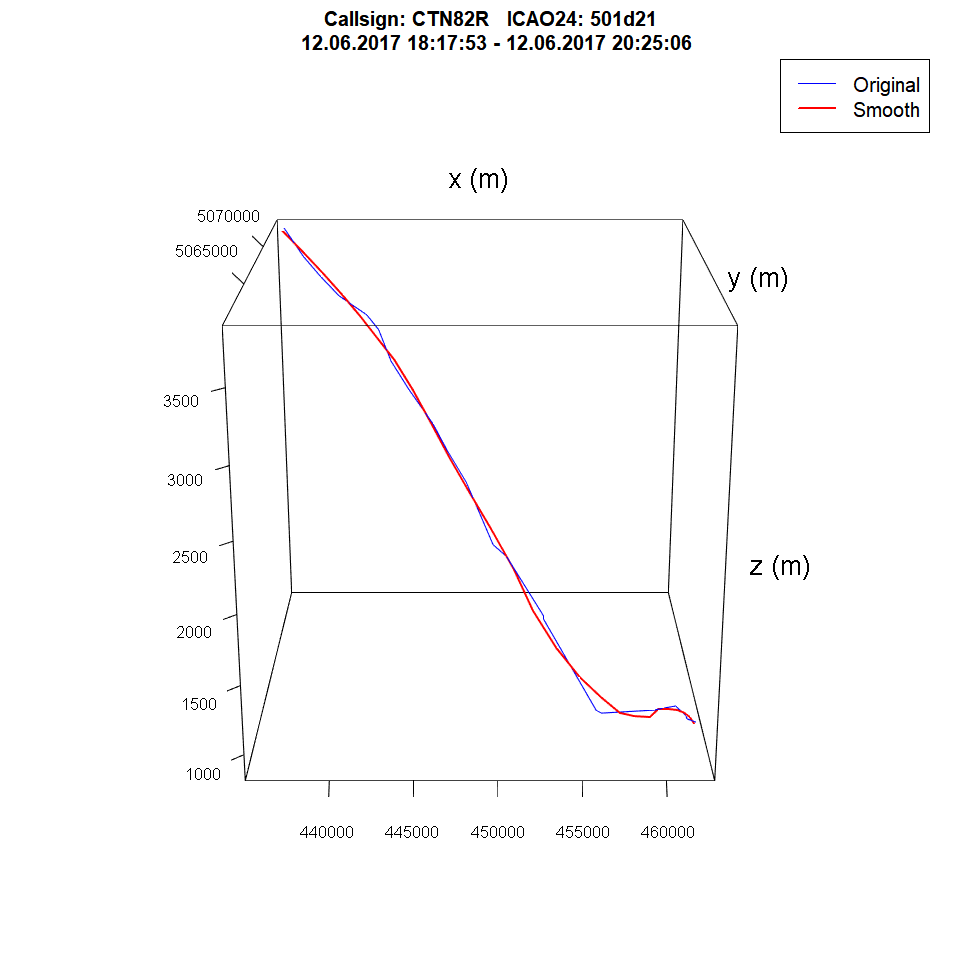 Callsign: CTN82R   ICAO24: 501d21
12.06.2017 18:17:53 - 12.06.2017 20:25:06
Original
Smooth
x (m)
5070000
5065000
y (m)
3500
3000
2500
z (m)
2000
1500
1000
440000 445000 450000 455000 460000